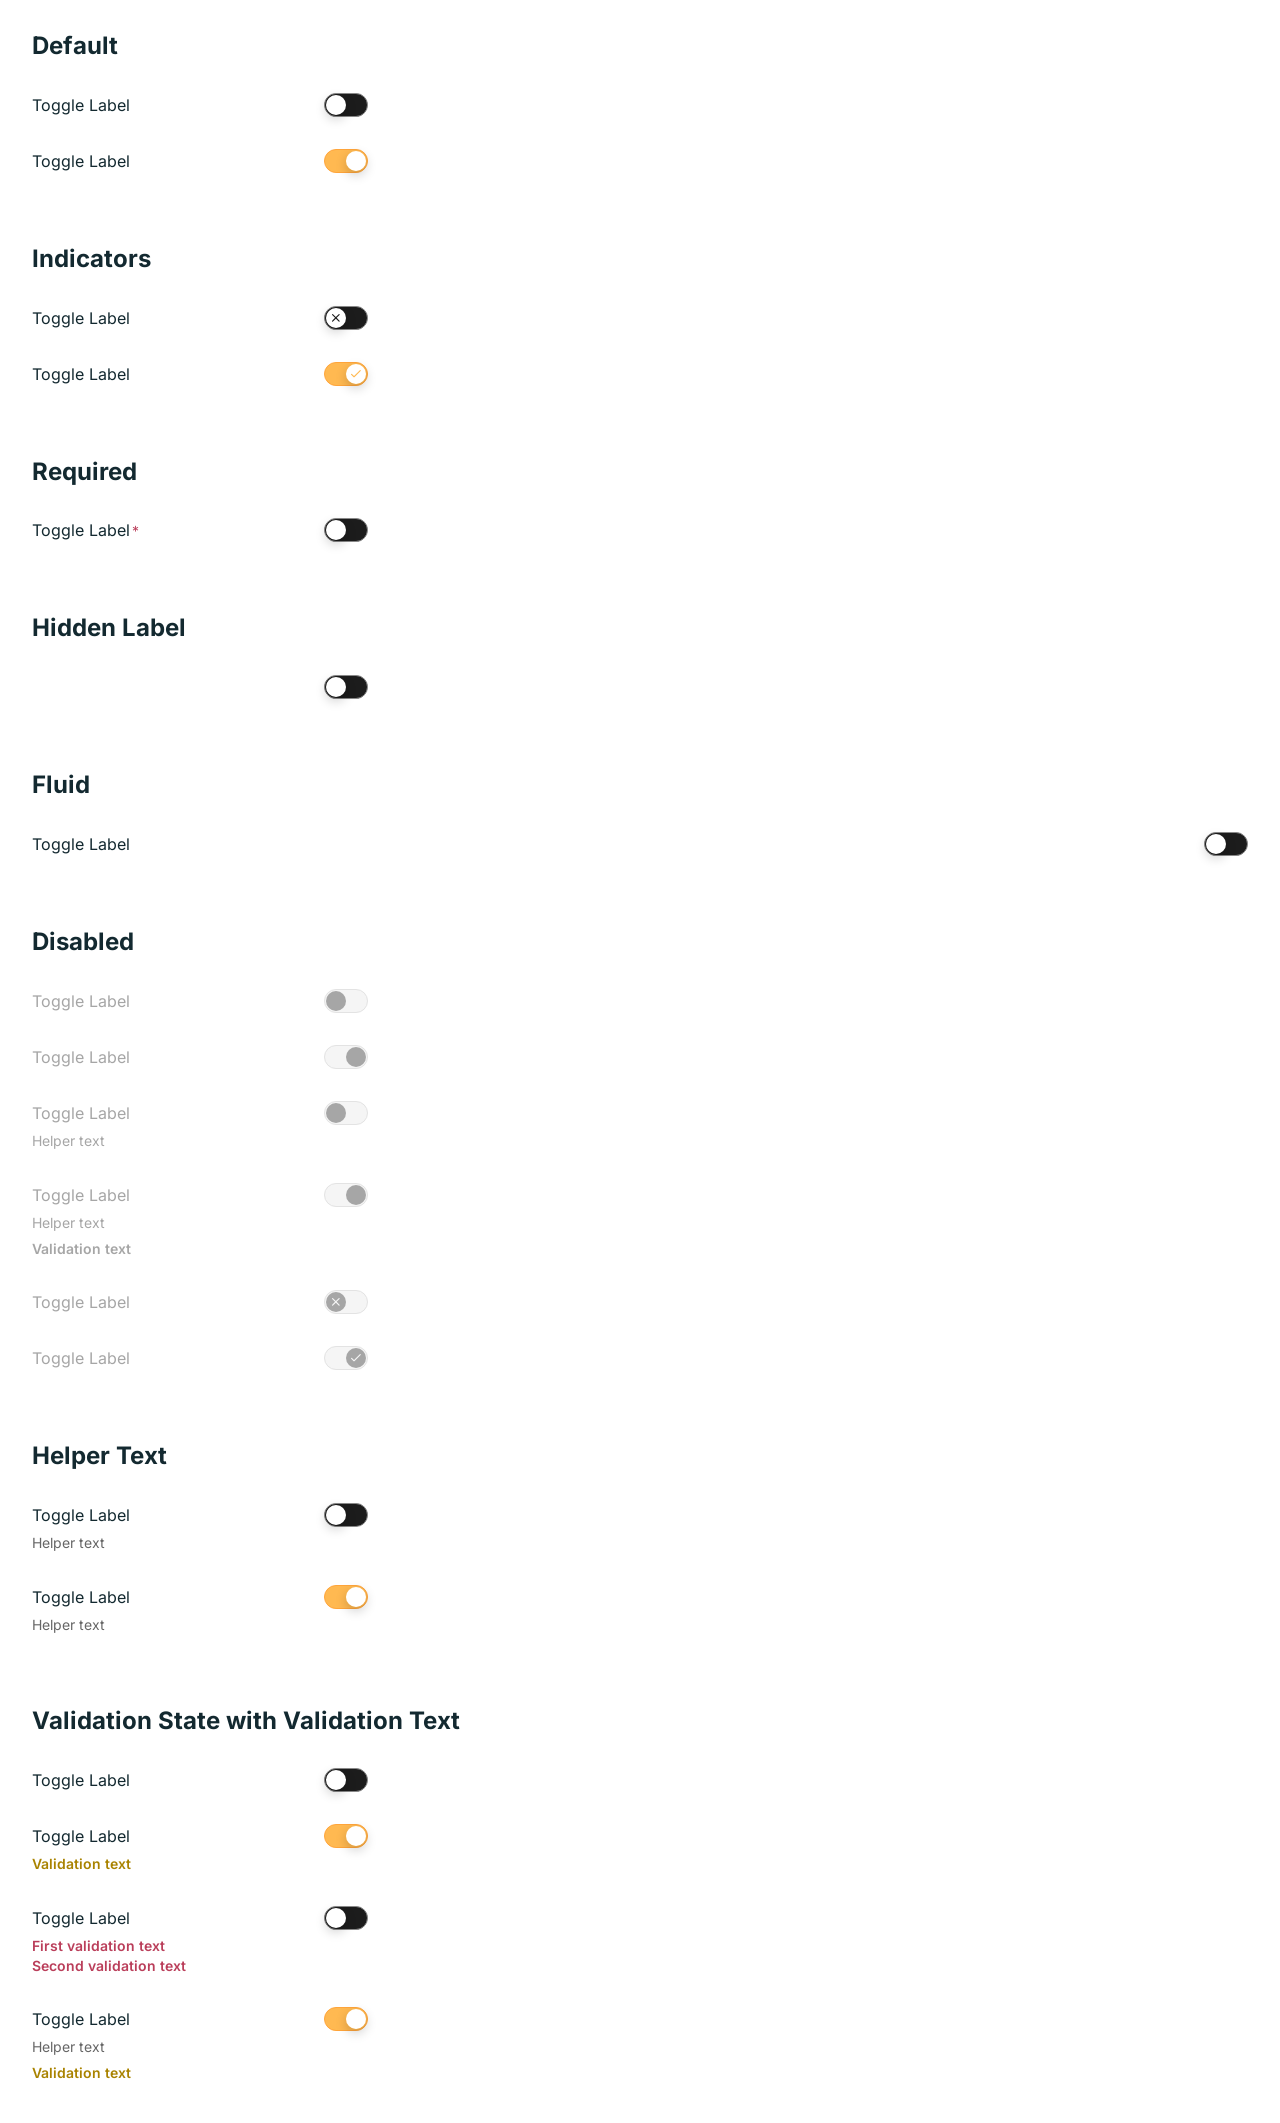 Default
Toggle Label
Toggle Label
Indicators
Toggle Label
Toggle Label
Required
Toggle Label*
Hidden Label
Fluid
Toggle Label
Disabled
Toggle Label
Toggle Label
Toggle Label
Helper text
Toggle Label
Helper text
Validation text
Toggle Label
Toggle Label
Helper Text
Toggle Label
Helper text
Toggle Label
Helper text
Validation State with Validation Text
Toggle Label
Toggle Label
Validation text
Toggle Label
First validation text
Second validation text
Toggle Label
Helper text
Validation text